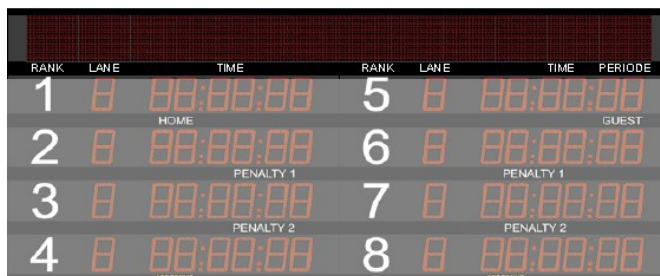 RANK LANE TIME RANK LANE TIME PERIODE
1 8 88:88:88 5 8 88:88:88
HOME GUEST
2 8 88:88:88 6 8 88:88:88
PENALTY 1 PENALTY 1
3 8 88:88:88 7 8 88:88:88
PENALTY 2 PENALTY 2
4 8 88:88:88 8 8 88:88:88